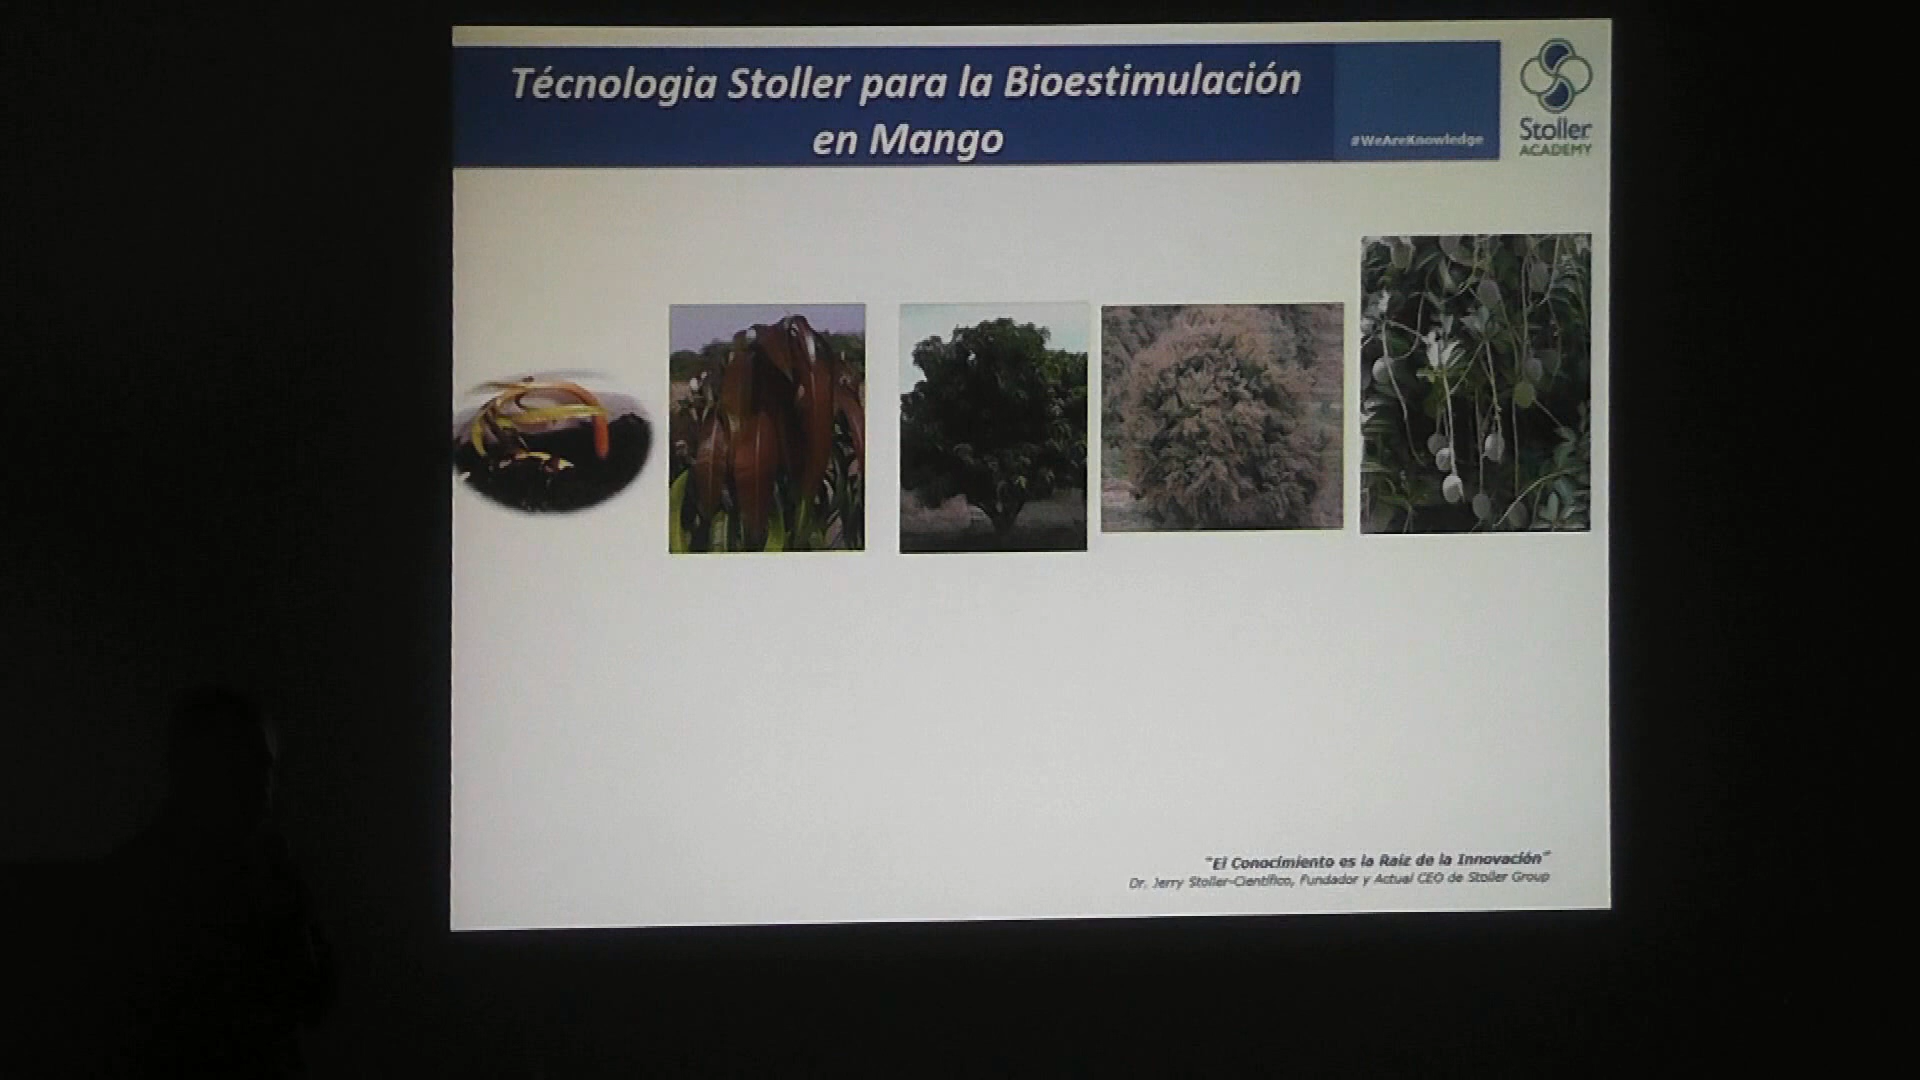 Técnologia Stoller para la Bioestimulación
en Mango
#WeAreKnowledge
Stoller
ACADEMY
"El Conocimiento es la Raiz de la Innovación"
Dr. Jerry Stoller-Científico, Fundador y Actual CEO de Stoller Group